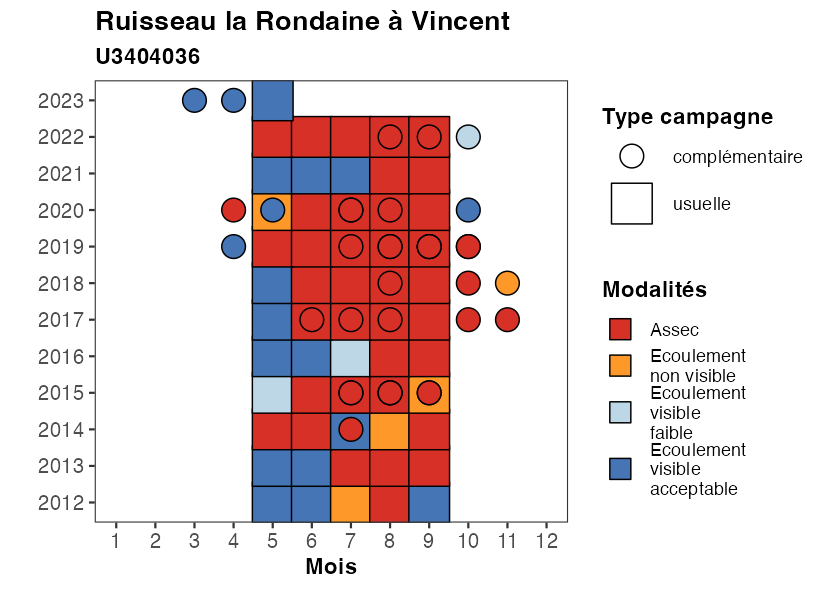 Ruisseau la Rondaine à Vincent
U3404036
2023
2022
2021
2020
2019
2018
2017
2016
2015
2014
2013
2012
1 2 3 4 5 6 7 8 9 10 11 12
Mois
Type campagne
complémentaire
usuelle
Modalités
Assec
Ecoulement
non visible
Ecoulement
visible
faible
Ecoulement
visible
acceptable